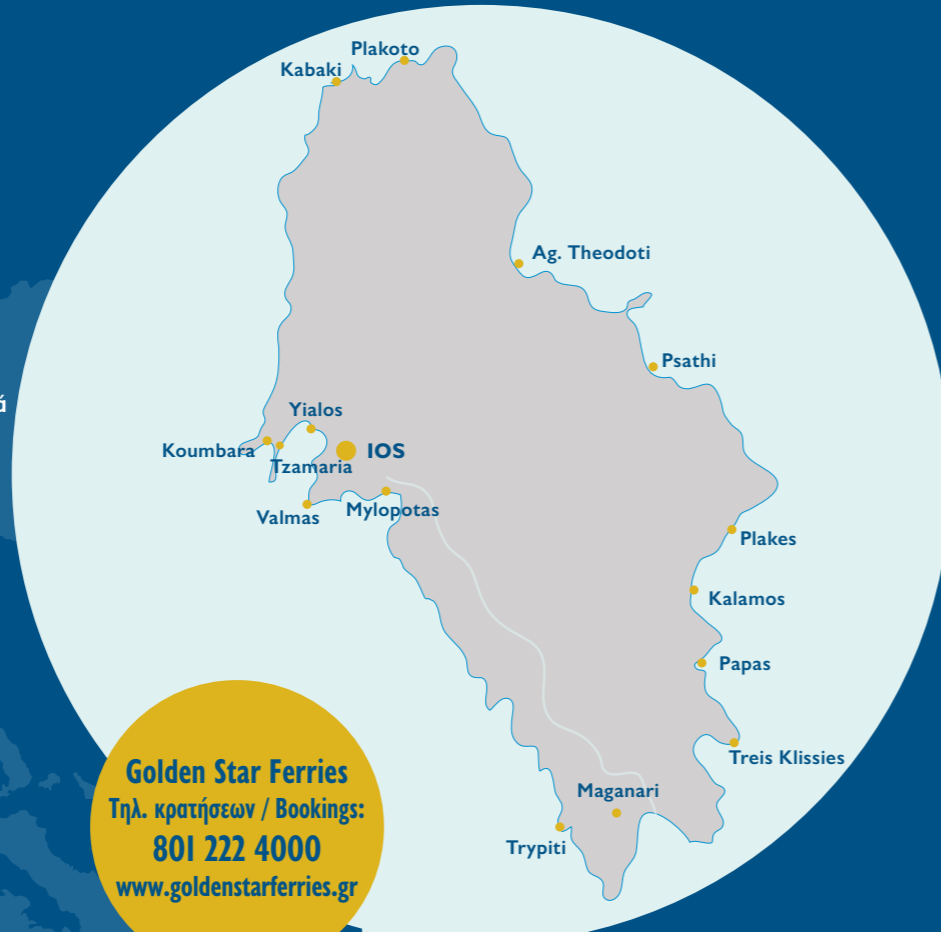 Plakoto
Kabaki
Ag. Theodoti
Psathi
Yialos
Koumbara
IOS
Tzamaria
Valmas
Mylopotas
Plakes
Kalamos
Papas
Treis Klissies
Maganari
Trypiti
Golden Star Ferries
Τηλ. κρατήσεων / Bookings:
801 222 4000
www.goldenstarferries.gr